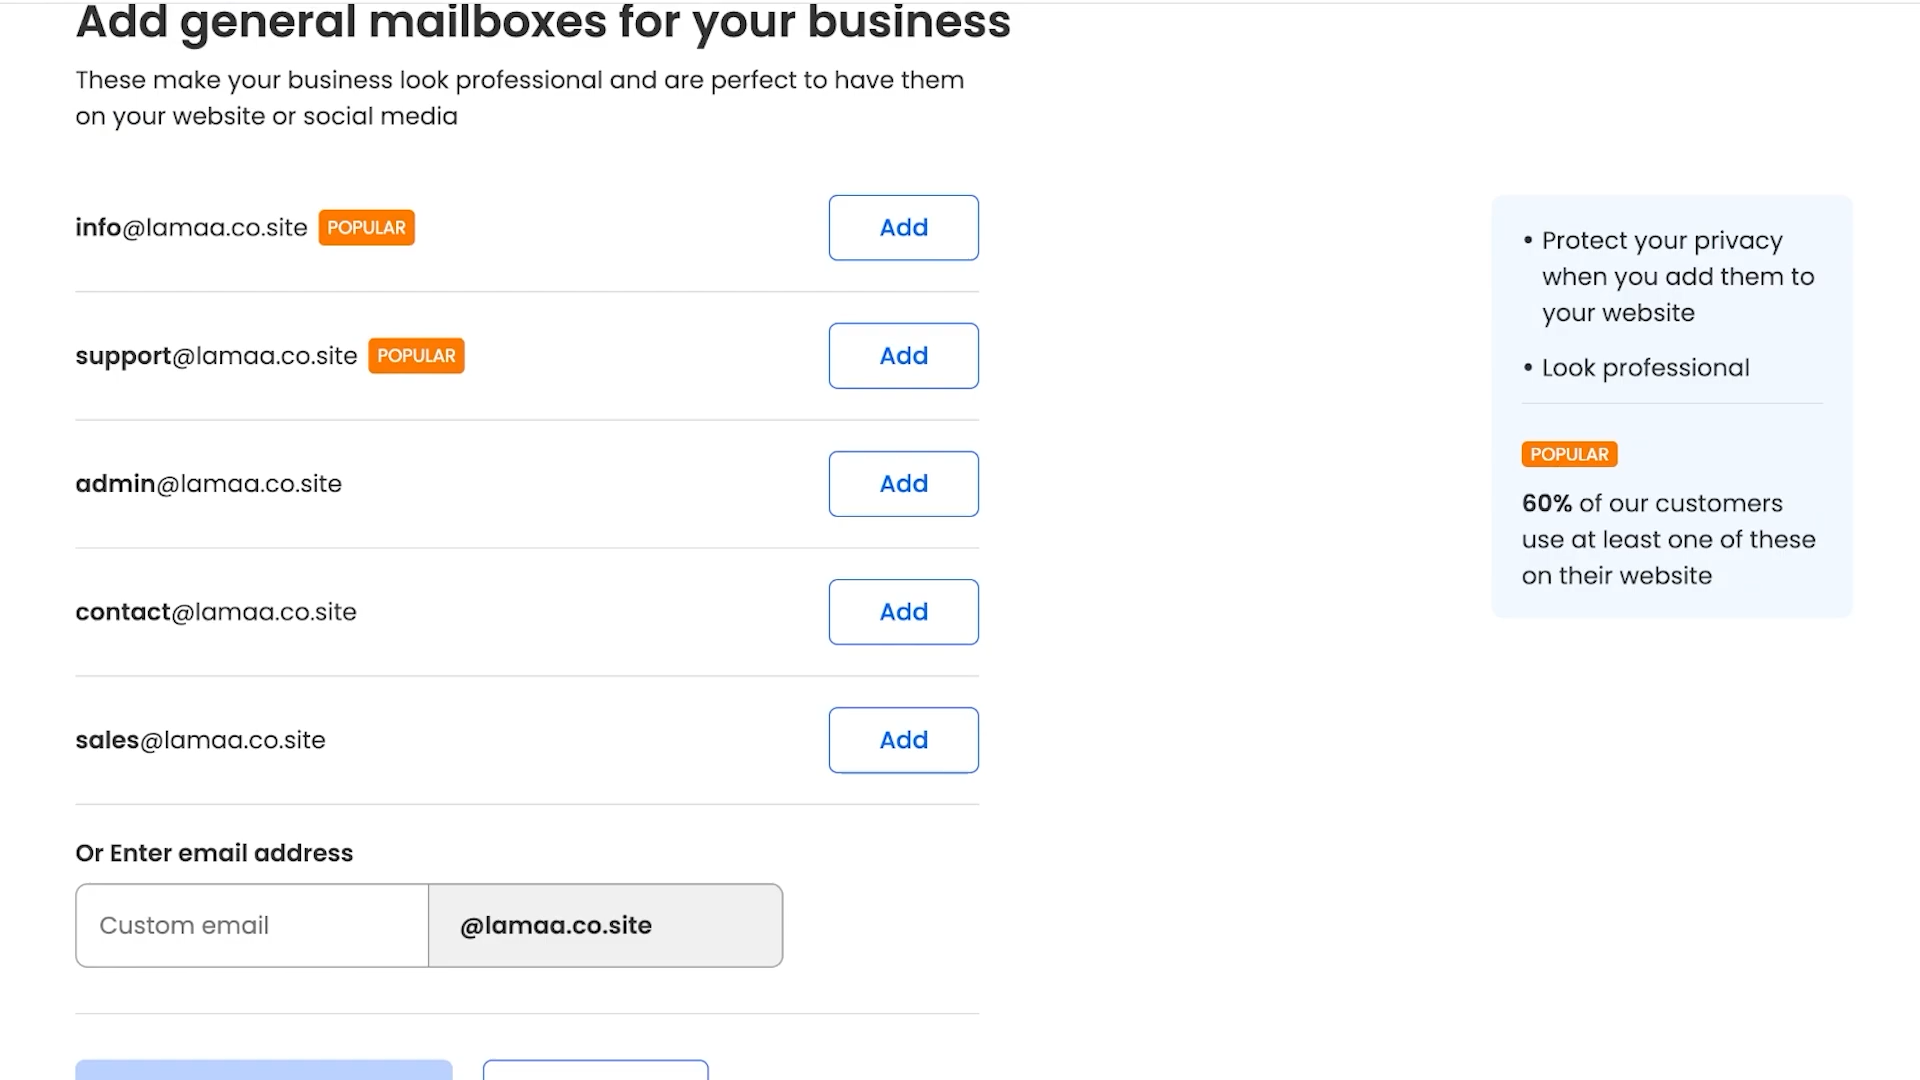 Add general mailboxes for your business
These make your business look professional and are perfect to have them
on your website or social media
info@lamaa.co.site POPULAR Add
support@lamaa.co.site POPULAR Add
admin@lamaa.co.site Add
contact@lamaa.co.site Add
sales@lamaa.co.site Add
Or Enter email address
Custom email @lamaa.co.site
• Protect your privacy
when you add them to
your website
• Look professional
POPULAR
60% of our customers
use at least one of these
on their website